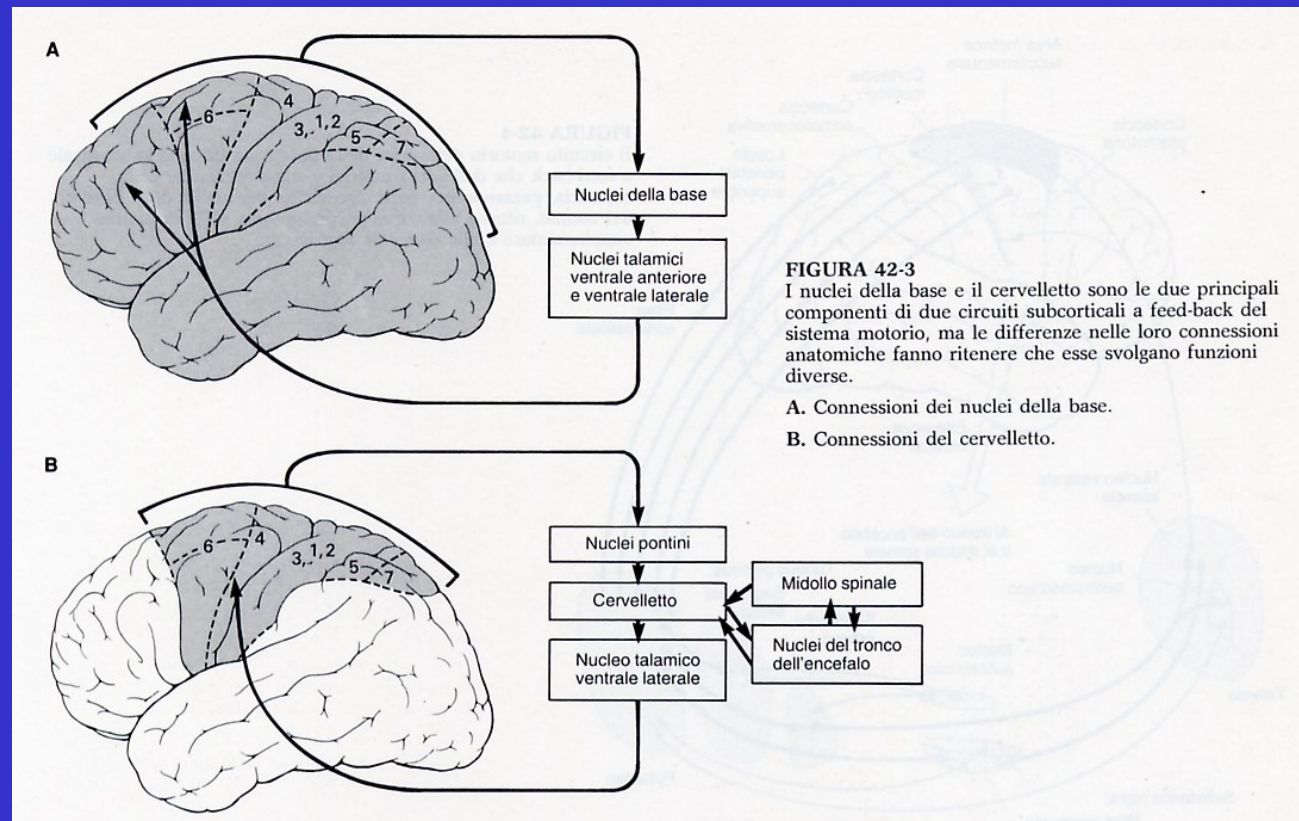 A
6
4
3, 1, 2
5
7
Nuclei della base
Nuclei talamici
ventrale anteriore
e ventrale laterale
FIGURA 42-3
I nuclei della base e il cervelletto sono le due principali
componenti di due circuiti subcorticali a feed-back del
sistema motorio, ma le differenze nelle loro connessioni
anatomiche fanno ritenere che esse svolgano funzioni
diverse.
A. Connessioni dei nuclei della base.
B. Connessioni del cervelletto.
B
6
4
3, 1, 2
5
7
Nuclei pontini
Cervelletto
Nucleo talamico
ventrale laterale
Midollo spinale
Nuclei del tronco
dell'encefalo